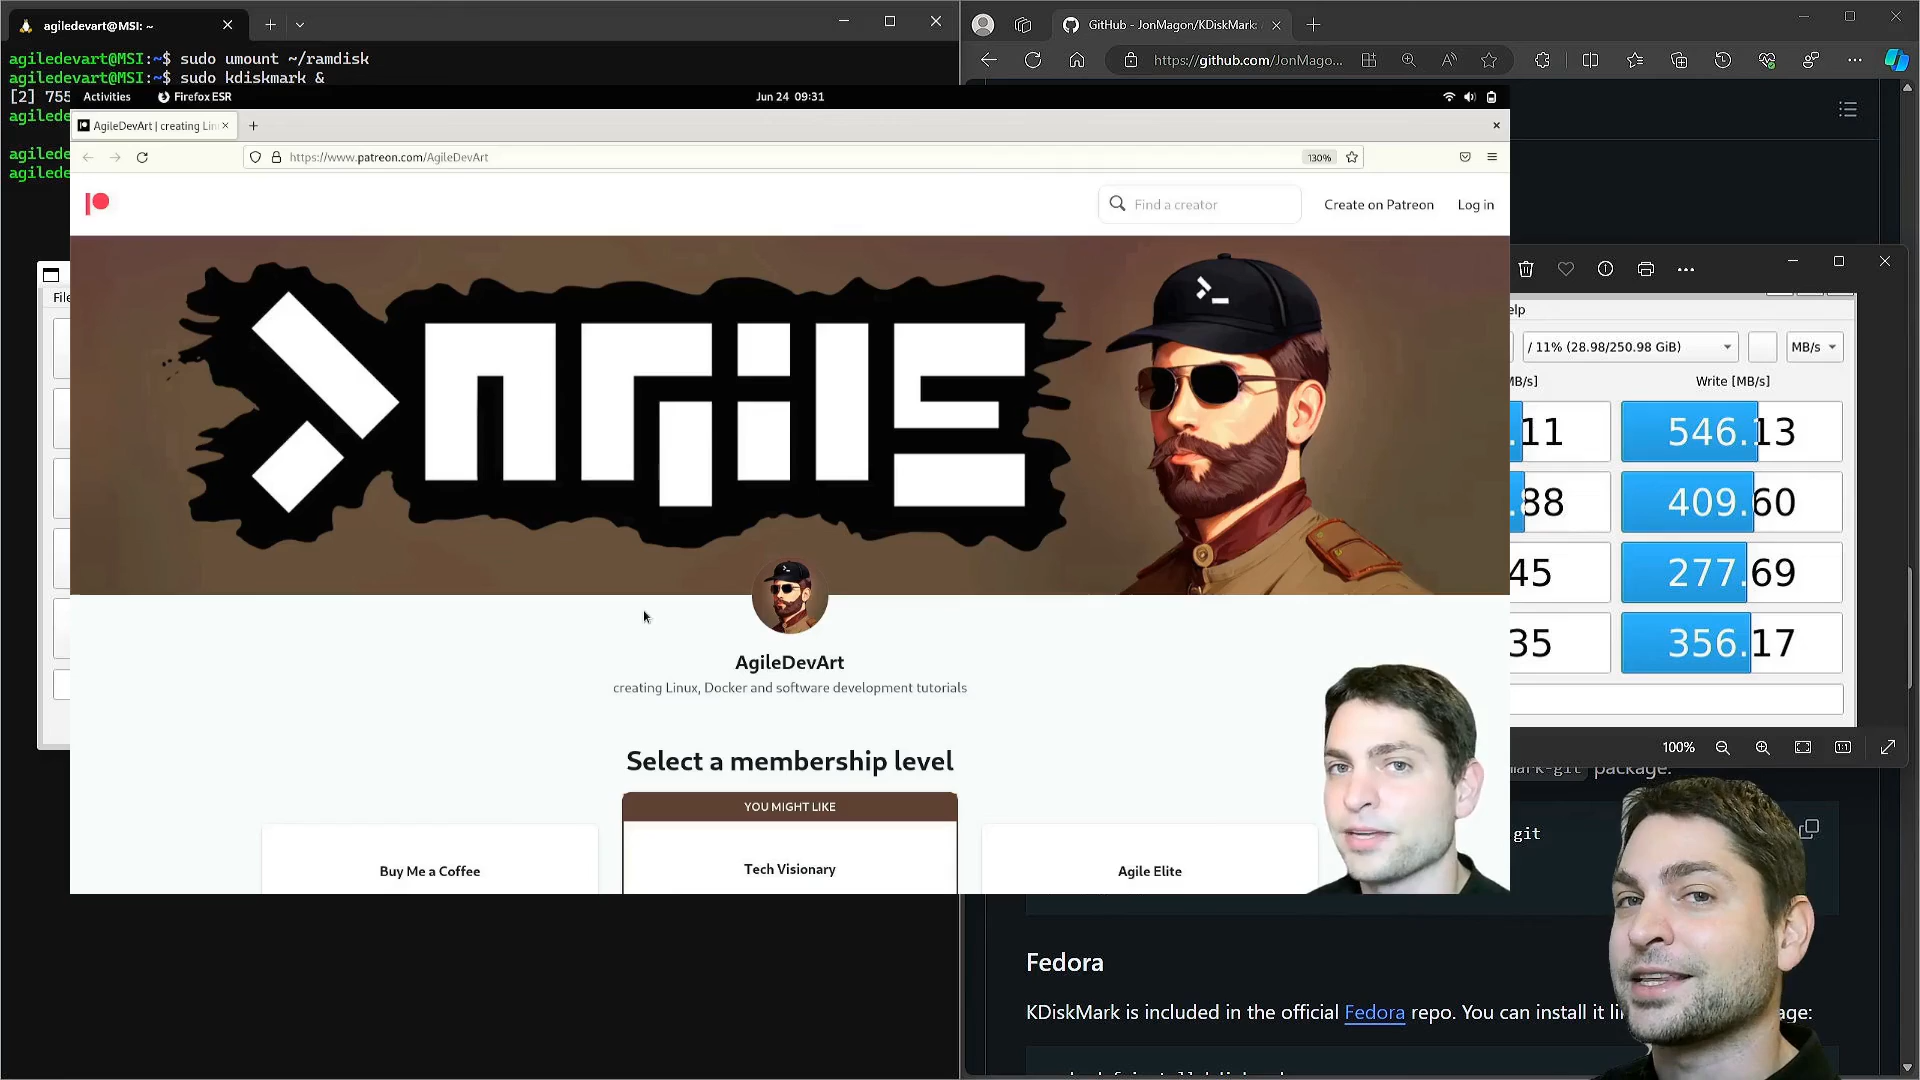 agiledevart@MSI: ~
agiledevart@MSI:~$ sudo umount ~/ramdisk
agiledevart@MSI:~$ sudo kdiskmark &
[2] 755
agilede
agilede
agilede
GitHub - JonMagon/KDiskMark:
https://github.com/JonMago...
Activities
Firefox ESR
Jun 24 09:31
AgileDevArt | creating Lin
https://www.patreon.com/AgileDevArt
130%
Find a creator
Create on Patreon
Log in
AGILE
>_
AgileDevArt
creating Linux, Docker and software development tutorials
Select a membership level
YOU MIGHT LIKE
Buy Me a Coffee
Tech Visionary
Agile Elite
File
elp
/ 11% (28.98/250.98 GiB)
MB/s
MB/s]
Write [MB/s]
.11
546.13
.88
409.60
45
277.69
35
356.17
100%
mark-git package:
git
Fedora
KDiskMark is included in the official Fedora repo. You can install it li
age: